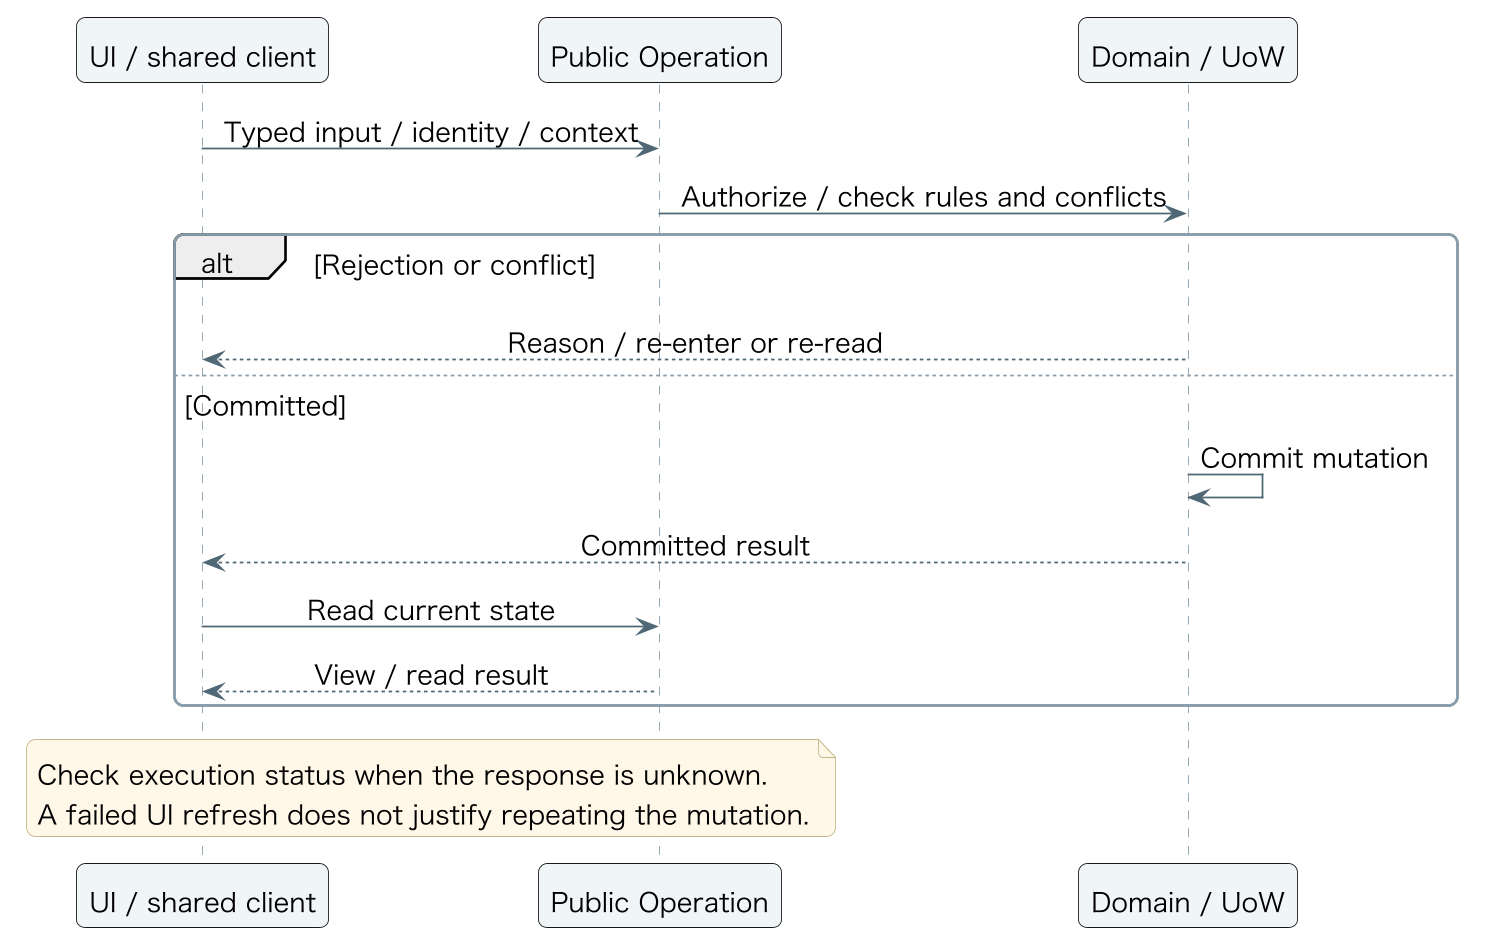 UI / shared client
Public Operation
Domain / UoW
Typed input / identity / context
Authorize / check rules and conflicts
alt
[Rejection or conflict]
Reason / re-enter or re-read
[Committed]
Commit mutation
Committed result
Read current state
View / read result
Check execution status when the response is unknown.
A failed UI refresh does not justify repeating the mutation.
UI / shared client
Public Operation
Domain / UoW